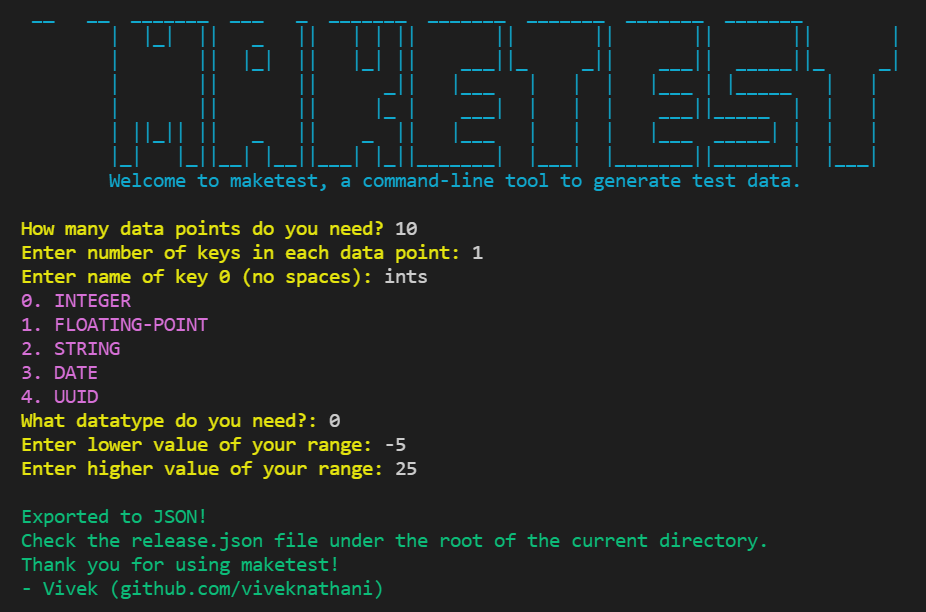 MAKETEST
Welcome to maketest, a command-line tool to generate test data.
How many data points do you need? 10
Enter number of keys in each data point: 1
Enter name of key 0 (no spaces): ints
0. INTEGER
1. FLOATING-POINT
2. STRING
3. DATE
4. UUID
What datatype do you need?: 0
Enter lower value of your range: -5
Enter higher value of your range: 25
Exported to JSON!
Check the release.json file under the root of the current directory.
Thank you for using maketest!
- Vivek (github.com/viveknathani)